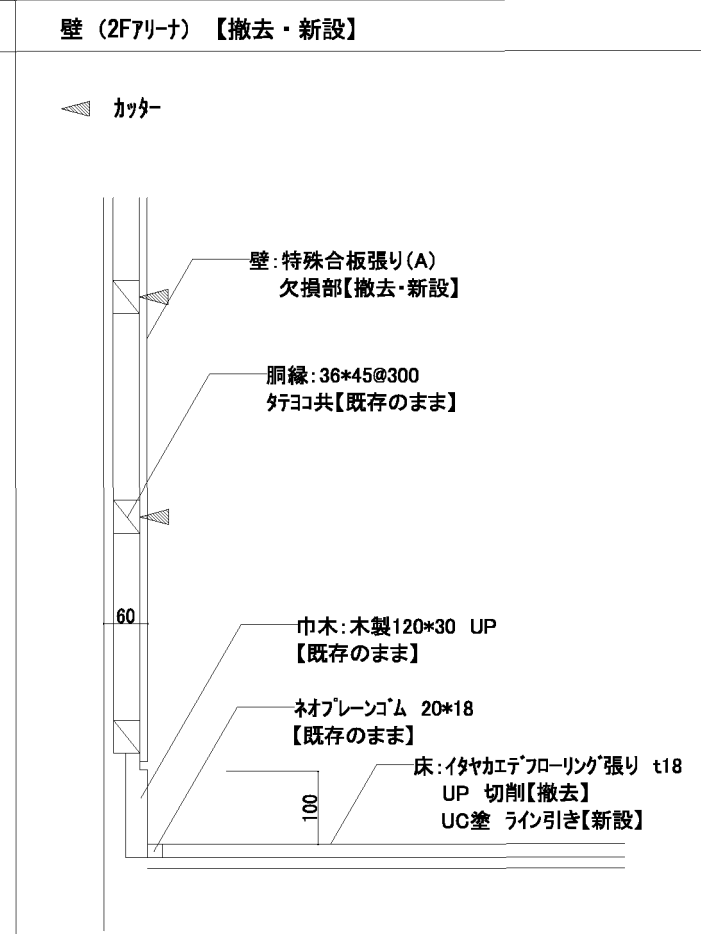 壁（2Fｱﾘｰﾅ）【撤去・新設】
ｶｯﾀｰ
壁：特殊合板張り(A)
欠損部【撤去・新設】
胴縁：36*45@300
ﾀﾃﾖｺ共【既存のまま】
60
巾木：木製120*30 UP
【既存のまま】
ﾈｵﾌﾟﾚｰﾝｺﾞﾑ 20*18
【既存のまま】
床：ｲﾀﾔｶｴﾃﾞﾌﾛｰﾘﾝｸﾞ張り t18
UP 切削【撤去】
UC塗 ﾗｲﾝ引き【新設】
100